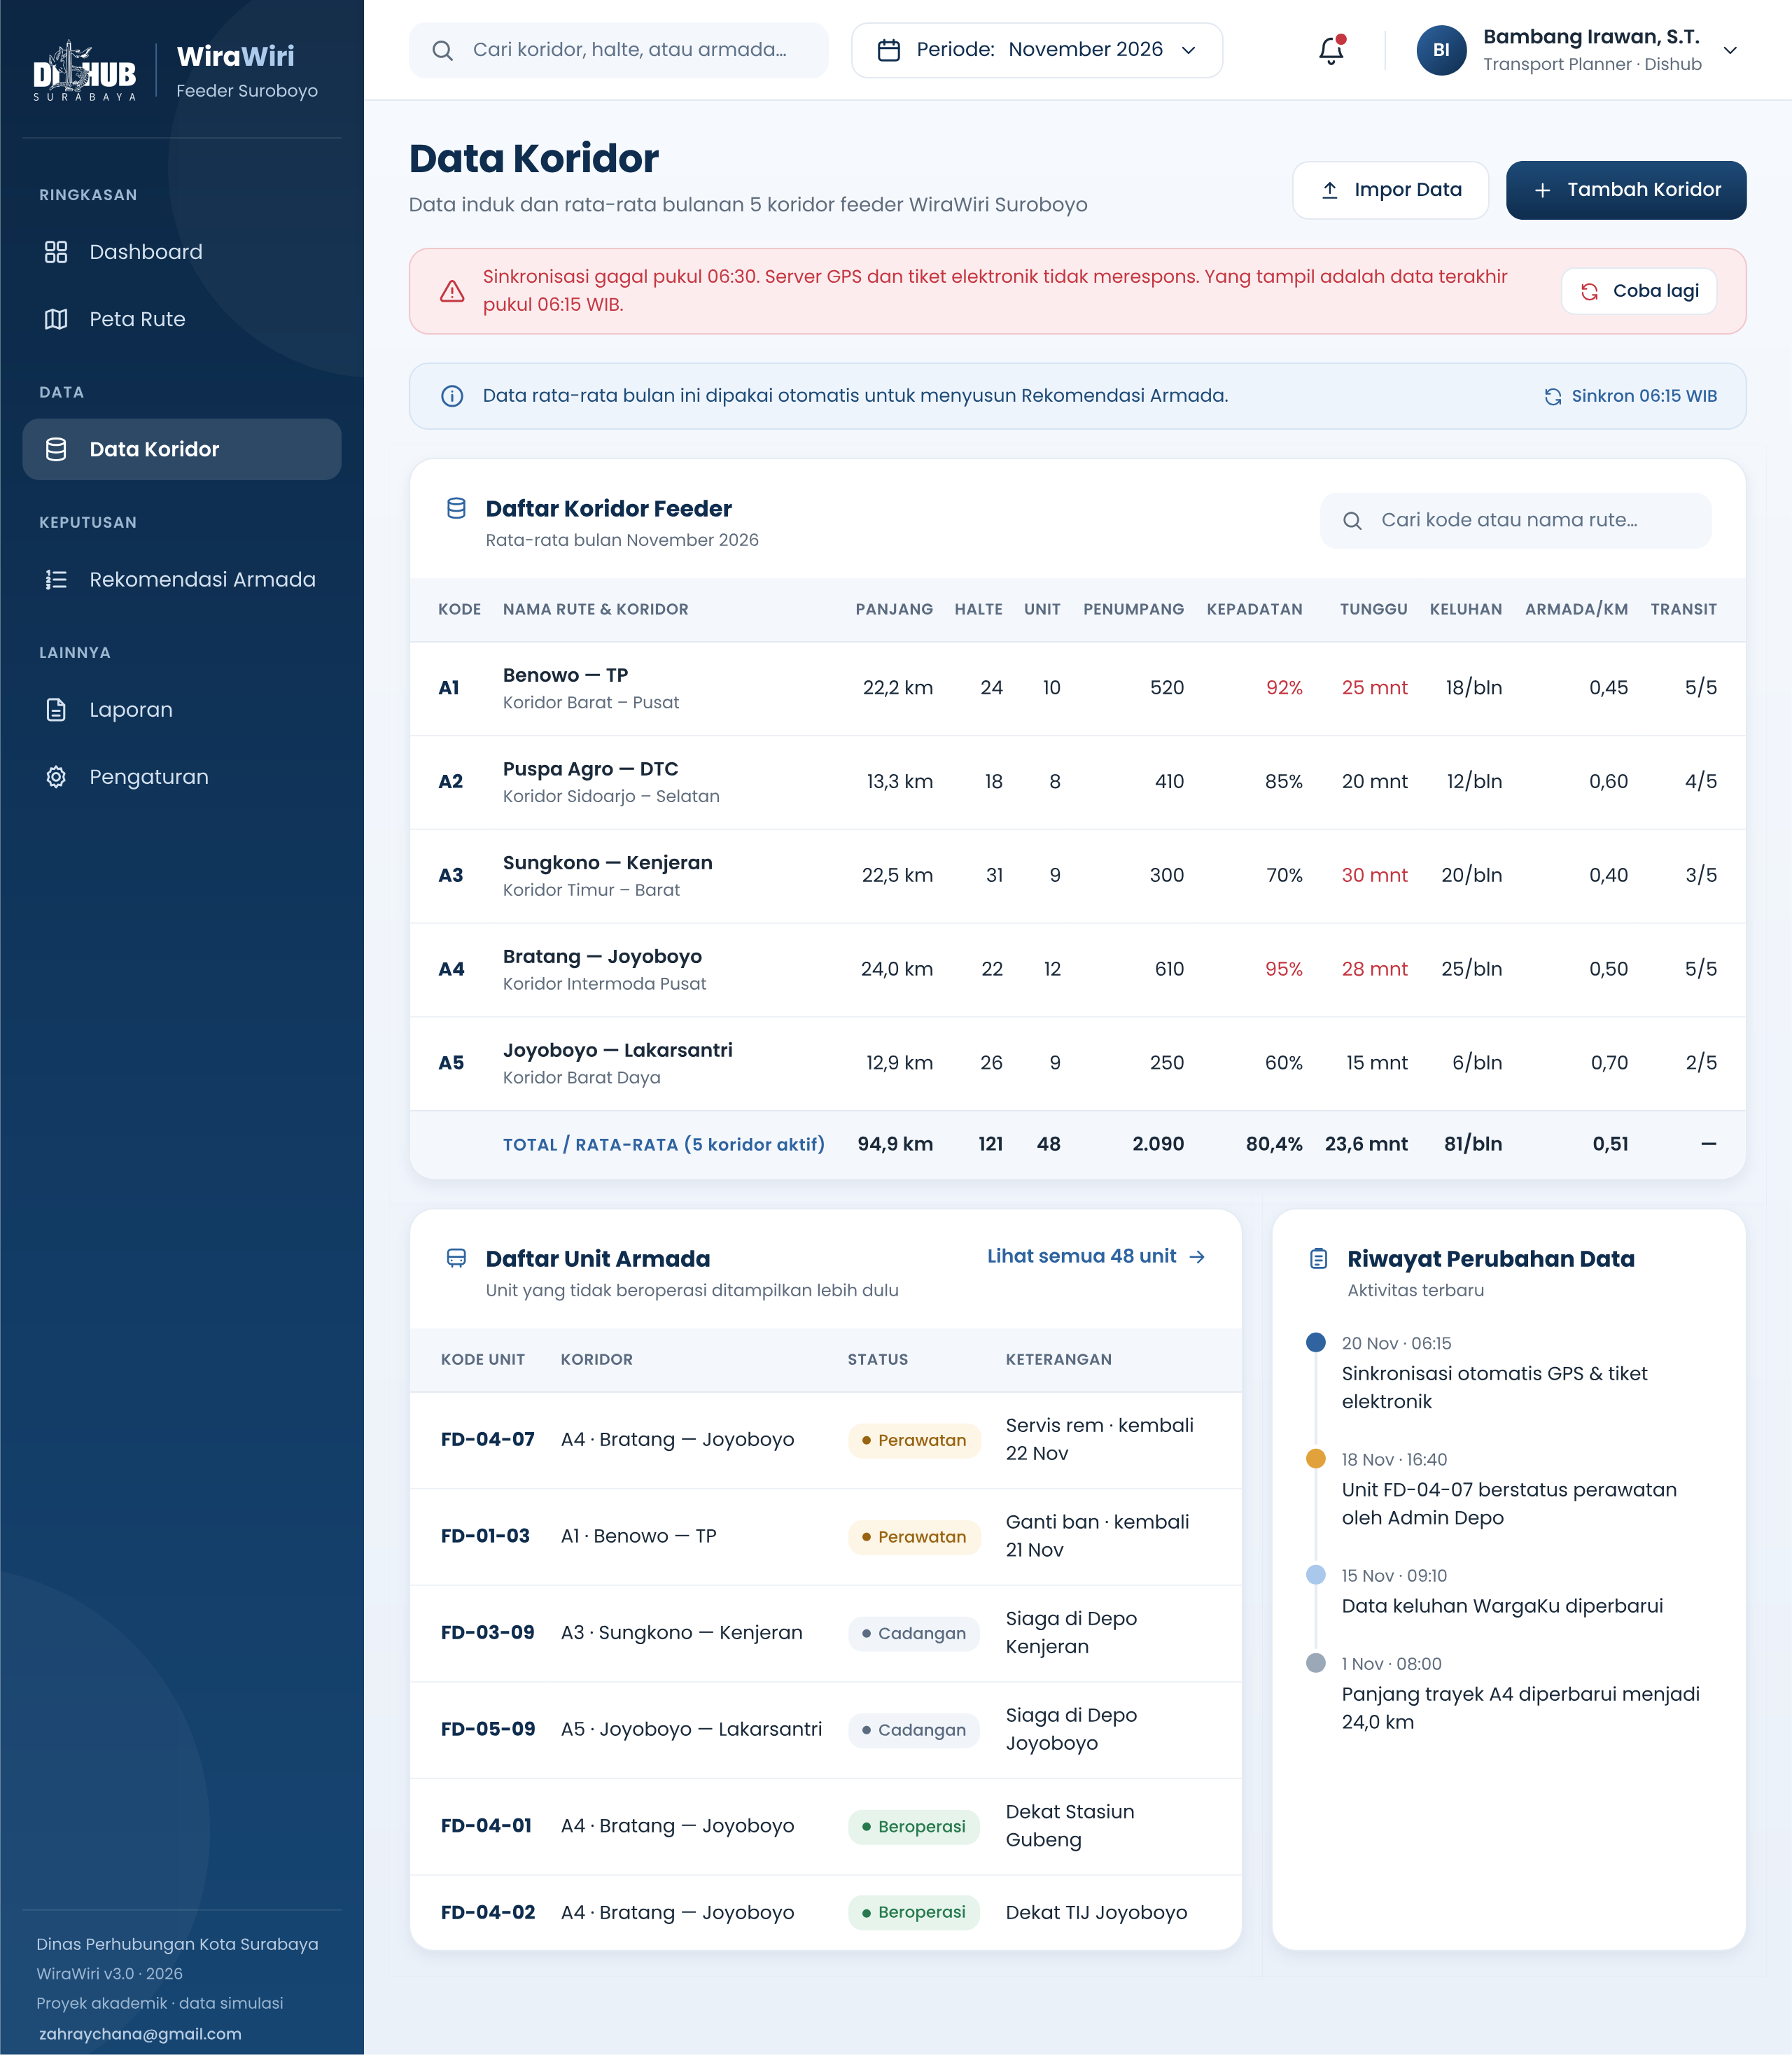 DISHUB
SURABAYA
WiraWiri
Feeder Suroboyo
RINGKASAN
Dashboard
Peta Rute
DATA
Data Koridor
KEPUTUSAN
Rekomendasi Armada
LAINNYA
Laporan
Pengaturan
Dinas Perhubungan Kota Surabaya
WiraWiri v3.0 · 2026
Proyek akademik · data simulasi
zahraychana@gmail.com
Cari koridor, halte, atau armada...
Periode: November 2026
BI
Bambang Irawan, S.T.
Transport Planner · Dishub
Data Koridor
Data induk dan rata-rata bulanan 5 koridor feeder WiraWiri Suroboyo
Impor Data
Tambah Koridor
Sinkronisasi gagal pukul 06:30. Server GPS dan tiket elektronik tidak merespons. Yang tampil adalah data terakhir
pukul 06:15 WIB.
Coba lagi
Data rata-rata bulan ini dipakai otomatis untuk menyusun Rekomendasi Armada.
Sinkron 06:15 WIB
Daftar Koridor Feeder
Rata-rata bulan November 2026
Cari kode atau nama rute...
KODE NAMA RUTE & KORIDOR PANJANG HALTE UNIT PENUMPANG KEPADATAN TUNGGU KELUHAN ARMADA/KM TRANSIT
A1 Benowo — TP 22,2 km 24 10 520 92% 25 mnt 18/bln 0,45 5/5
Koridor Barat – Pusat
A2 Puspa Agro — DTC 13,3 km 18 8 410 85% 20 mnt 12/bln 0,60 4/5
Koridor Sidoarjo – Selatan
A3 Sungkono — Kenjeran 22,5 km 31 9 300 70% 30 mnt 20/bln 0,40 3/5
Koridor Timur – Barat
A4 Bratang — Joyoboyo 24,0 km 22 12 610 95% 28 mnt 25/bln 0,50 5/5
Koridor Intermoda Pusat
A5 Joyoboyo — Lakarsantri 12,9 km 26 9 250 60% 15 mnt 6/bln 0,70 2/5
Koridor Barat Daya
TOTAL / RATA-RATA (5 koridor aktif) 94,9 km 121 48 2.090 80,4% 23,6 mnt 81/bln 0,51 —
Daftar Unit Armada
Unit yang tidak beroperasi ditampilkan lebih dulu
Lihat semua 48 unit →
KODE UNIT KORIDOR STATUS KETERANGAN
FD-04-07 A4 · Bratang — Joyoboyo Perawatan Servis rem · kembali
22 Nov
FD-01-03 A1 · Benowo — TP Perawatan Ganti ban · kembali
21 Nov
FD-03-09 A3 · Sungkono — Kenjeran Cadangan Siaga di Depo
Kenjeran
FD-05-09 A5 · Joyoboyo — Lakarsantri Cadangan Siaga di Depo
Joyoboyo
FD-04-01 A4 · Bratang — Joyoboyo Beroperasi Dekat Stasiun
Gubeng
FD-04-02 A4 · Bratang — Joyoboyo Beroperasi Dekat TIJ Joyoboyo
Riwayat Perubahan Data
Aktivitas terbaru
20 Nov · 06:15
Sinkronisasi otomatis GPS & tiket
elektronik
18 Nov · 16:40
Unit FD-04-07 berstatus perawatan
oleh Admin Depo
15 Nov · 09:10
Data keluhan WargaKu diperbarui
1 Nov · 08:00
Panjang trayek A4 diperbarui menjadi
24,0 km